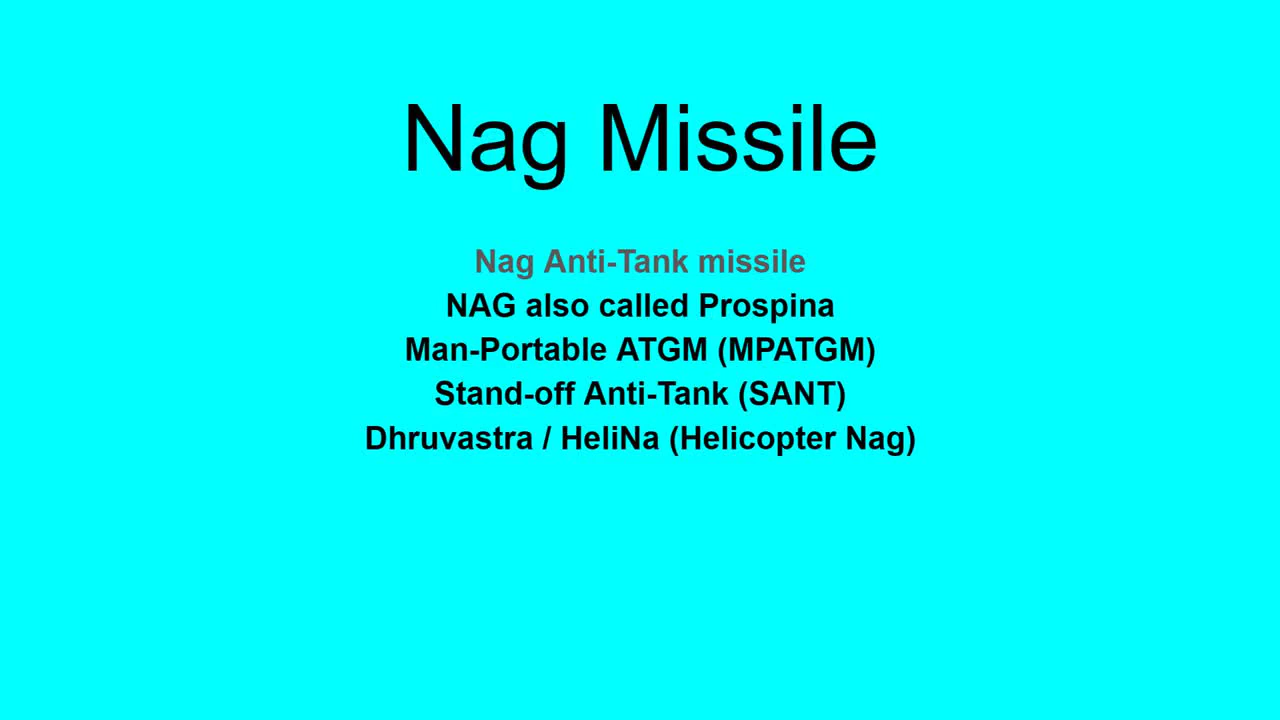 Nag Missile
Nag Anti-Tank missile
NAG also called Prospina
Man-Portable ATGM (MPATGM)
Stand-off Anti-Tank (SANT)
Dhruvastra / HeliNa (Helicopter Nag)